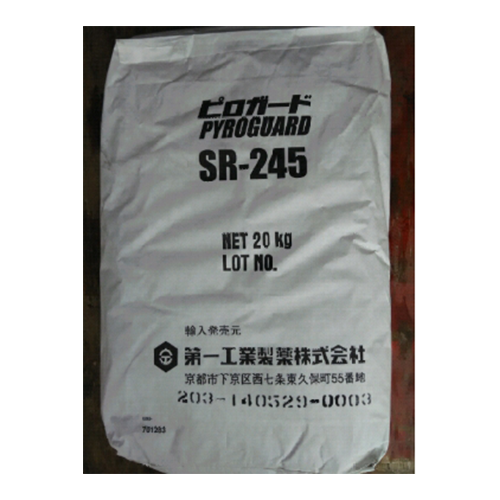 ピロガード
PYROGUARD
SR-245
NET 20 kg
LOT NO.
輸入発売元
第一工業製薬株式会社
京都市下京区西七条東久保町55番地
203-140529-0003
701383